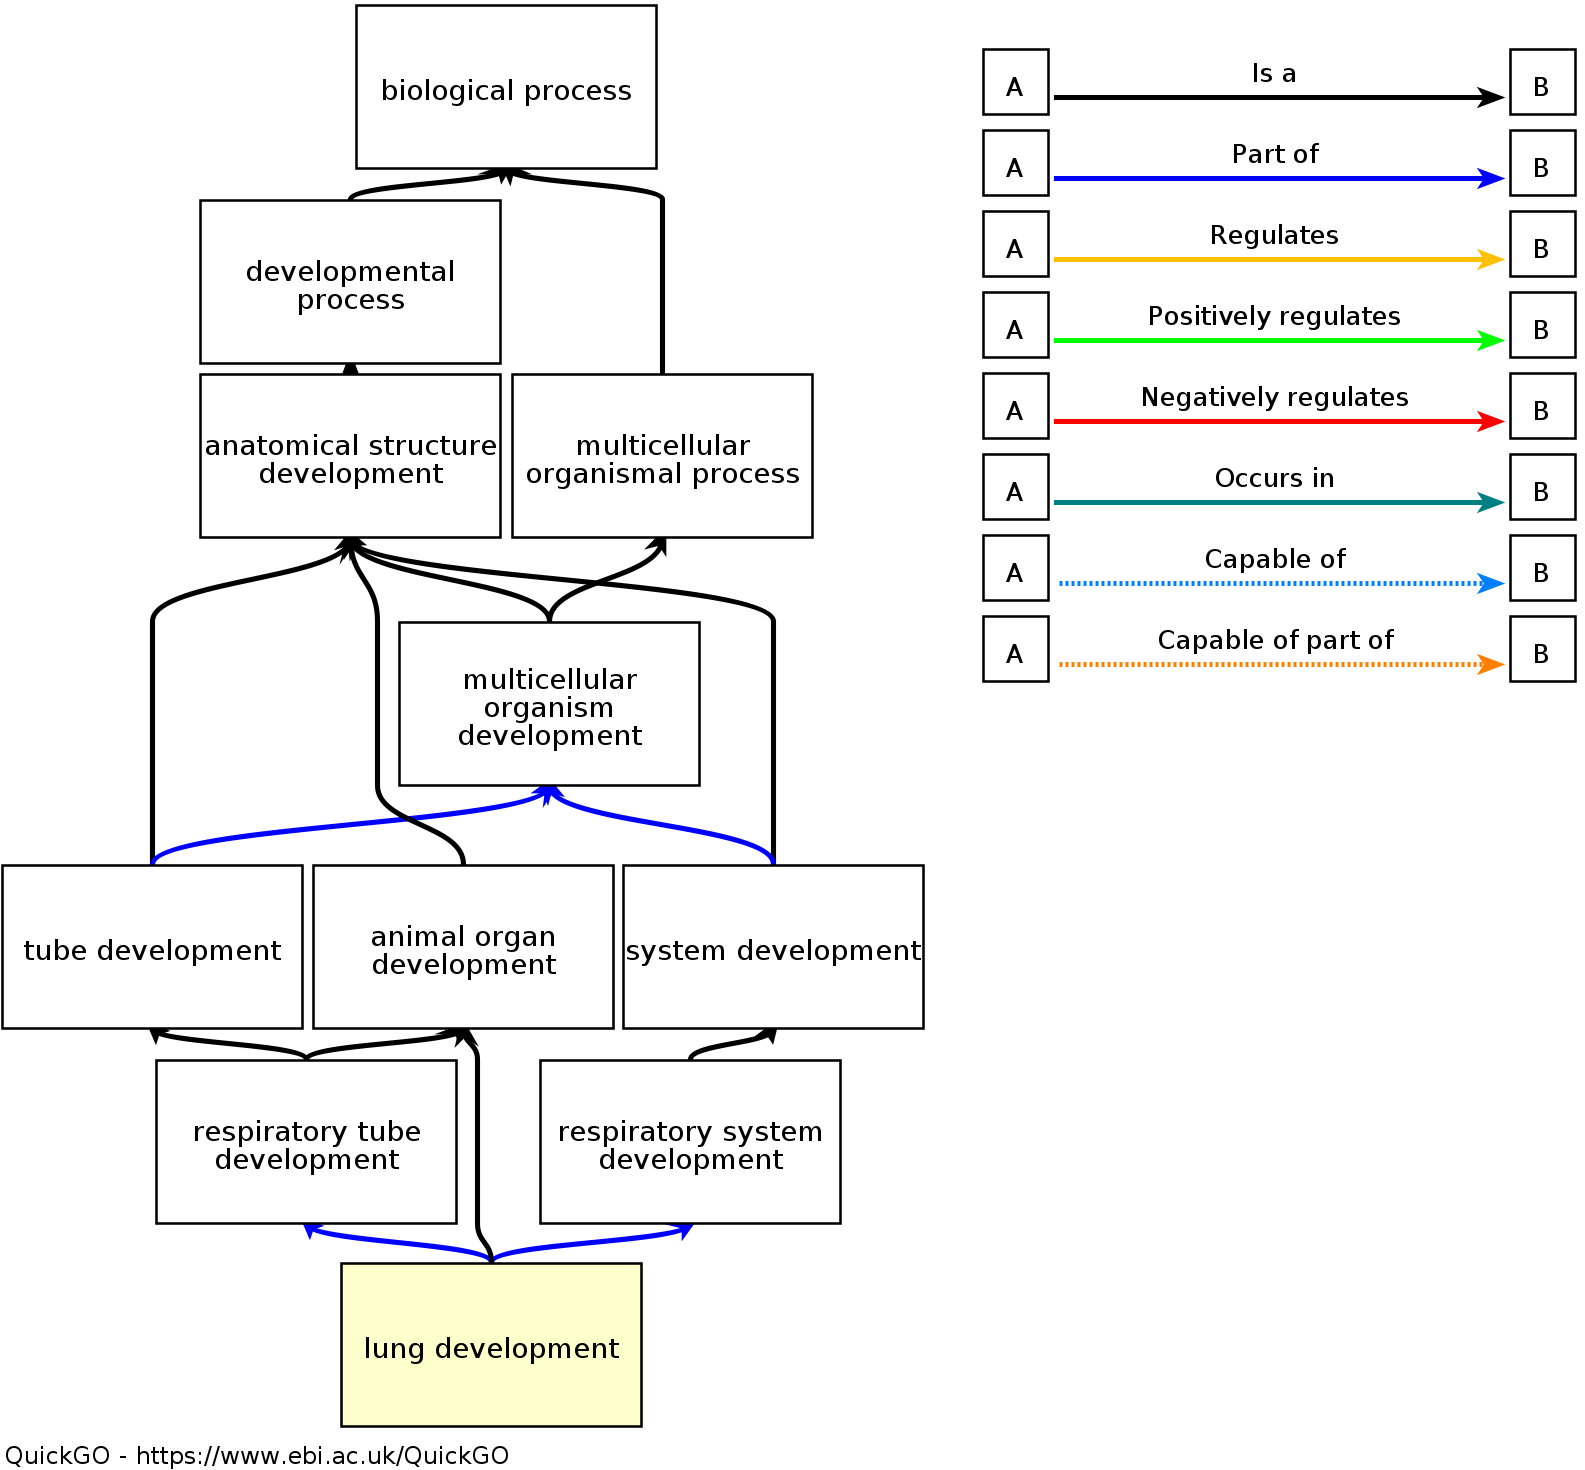 biological process
developmental
process
anatomical structure
development
multicellular
organismal process
multicellular
organism
development
tube development
animal organ
development
system development
respiratory tube
development
respiratory system
development
lung development
A
Is a
B
A
Part of
B
A
Regulates
B
A
Positively regulates
B
A
Negatively regulates
B
A
Occurs in
B
A
Capable of
B
A
Capable of part of
B
QuickGO - https://www.ebi.ac.uk/QuickGO